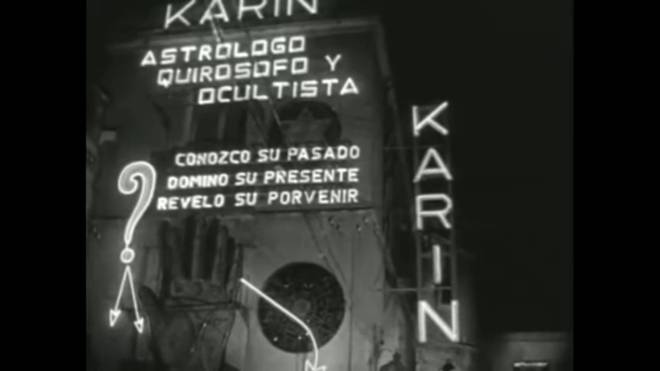 KARIN
ASTROLOGO
QUIROSOFO Y
OCULTISTA
CONOZCO SU PASADO
DOMINO SU PRESENTE
REVELO SU PORVENIR
?
KARIN